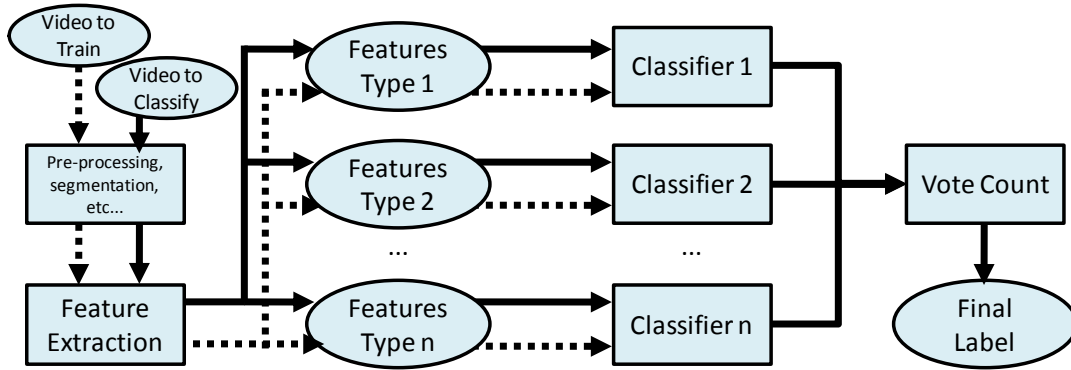 Video to
Train
Video to
Classify
Pre-processing,
segmentation,
etc...
Feature
Extraction
Features
Type 1
Features
Type 2
...
Features
Type n
Classifier 1
Classifier 2
...
Classifier n
Vote Count
Final
Label